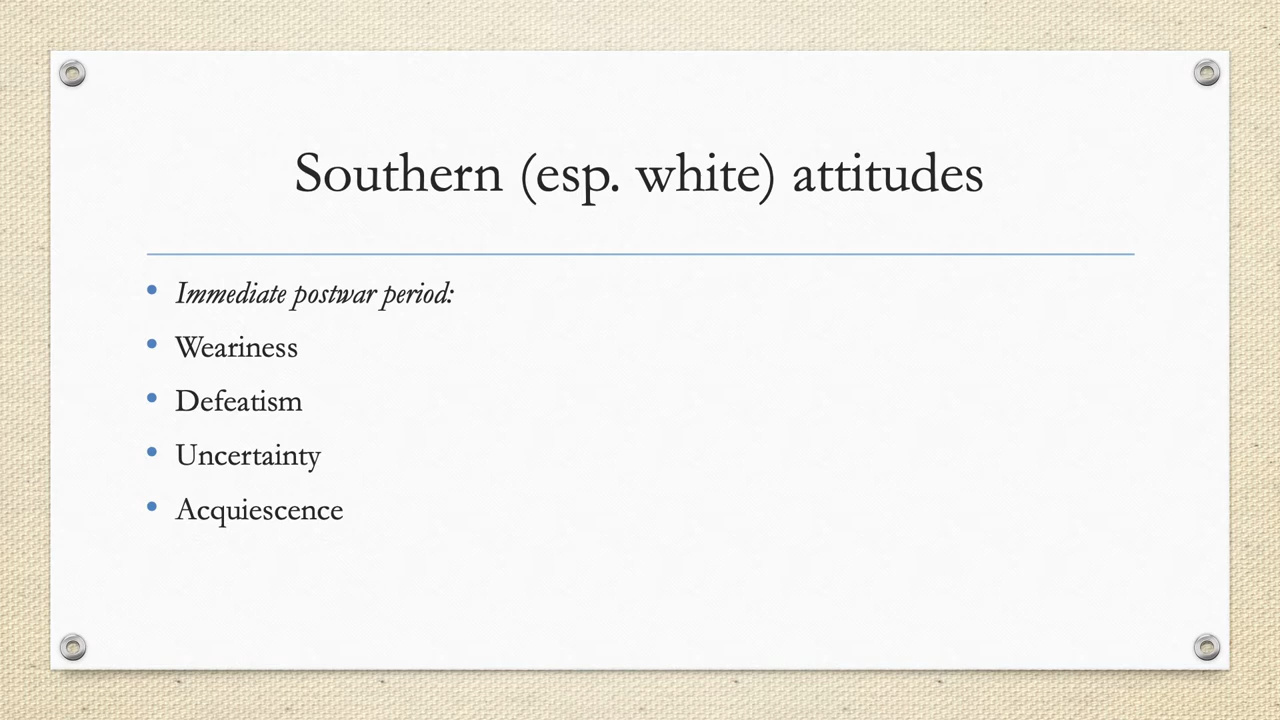 Southern (esp. white) attitudes
• Immediate postwar period:
• Weariness
• Defeatism
• Uncertainty
• Acquiescence